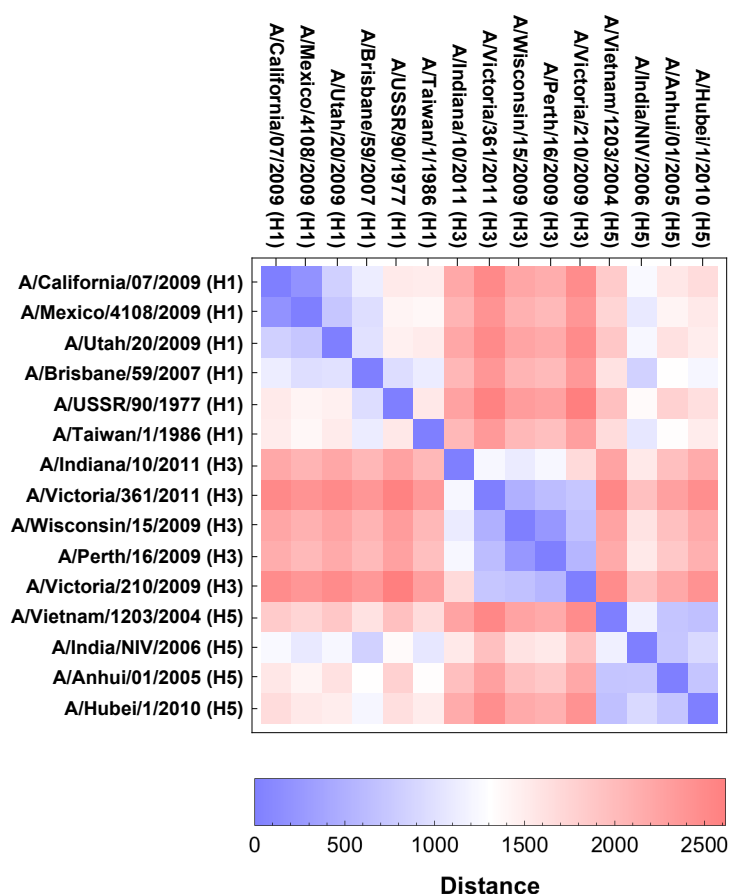 A/California/07/2009 (H1)
A/Mexico/4108/2009 (H1)
A/Utah/20/2009 (H1)
A/Brisbane/59/2007 (H1)
A/USSR/90/1977 (H1)
A/Taiwan/1/1986 (H1)
A/Indiana/10/2011 (H3)
A/Victoria/361/2011 (H3)
A/Wisconsin/15/2009 (H3)
A/Perth/16/2009 (H3)
A/Victoria/210/2009 (H3)
A/Vietnam/1203/2004 (H5)
A/India/NIV/2006 (H5)
A/Anhui/01/2005 (H5)
A/Hubei/1/2010 (H5)
A/California/07/2009 (H1)
A/Mexico/4108/2009 (H1)
A/Utah/20/2009 (H1)
A/Brisbane/59/2007 (H1)
A/USSR/90/1977 (H1)
A/Taiwan/1/1986 (H1)
A/Indiana/10/2011 (H3)
A/Victoria/361/2011 (H3)
A/Wisconsin/15/2009 (H3)
A/Perth/16/2009 (H3)
A/Victoria/210/2009 (H3)
A/Vietnam/1203/2004 (H5)
A/India/NIV/2006 (H5)
A/Anhui/01/2005 (H5)
A/Hubei/1/2010 (H5)
0 500 1000 1500 2000 2500
Distance